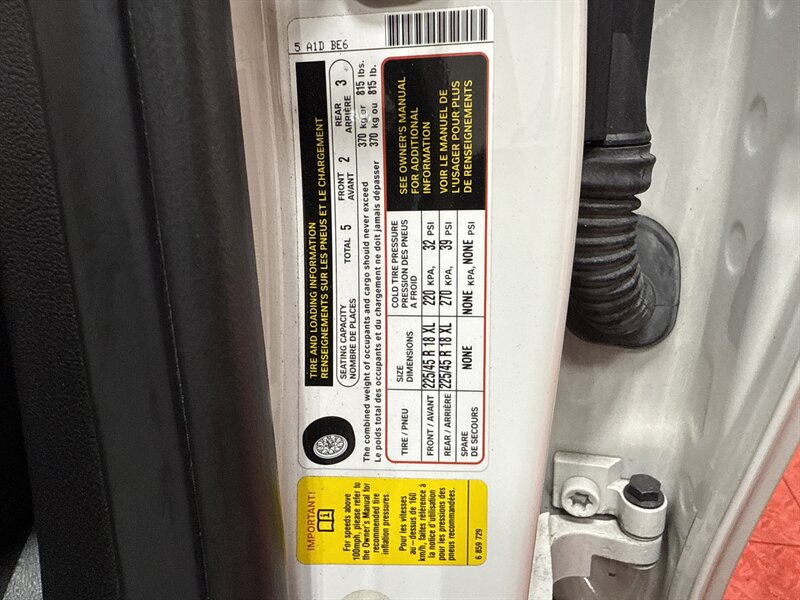 5 A1D BE6
TIRE AND LOADING INFORMATION
RENSEIGNEMENTS SUR LES PNEUS ET LE CHARGEMENT
SEATING CAPACITY
NOMBRE DE PLACES
TOTAL 5
FRONT
AVANT 2
REAR
ARRIÈRE 3
The combined weight of occupants and cargo should never exceed 370 kg or 815 lbs.
Le poids total des occupants et du chargement ne doit jamais dépasser 370 kg ou 815 lb.
TIRE / PNEU
SIZE
DIMENSIONS
COLD TIRE PRESSURE
PRESSION DES PNEUS
A FROID
FRONT / AVANT 225/45 R 18 XL 220 KPA, 32 PSI
REAR / ARRIÈRE 225/45 R 18 XL 270 KPA, 39 PSI
SPARE
DE SECOURS
NONE NONE KPA, NONE PSI
SEE OWNER'S MANUAL
FOR ADDITIONAL
INFORMATION
VOIR LE MANUEL DE
L'USAGER POUR PLUS
DE RENSEIGNEMENTS
IMPORTANT!
For speeds above
100mph, please refer to
the Owner's Manual for
recommended tire
inflation pressures.
Pour les vitesses
au-dessus de 160
km/h, faites référence à
la notice d'utilisation
pour les pressions des
pneus recommandées.
6 859 729